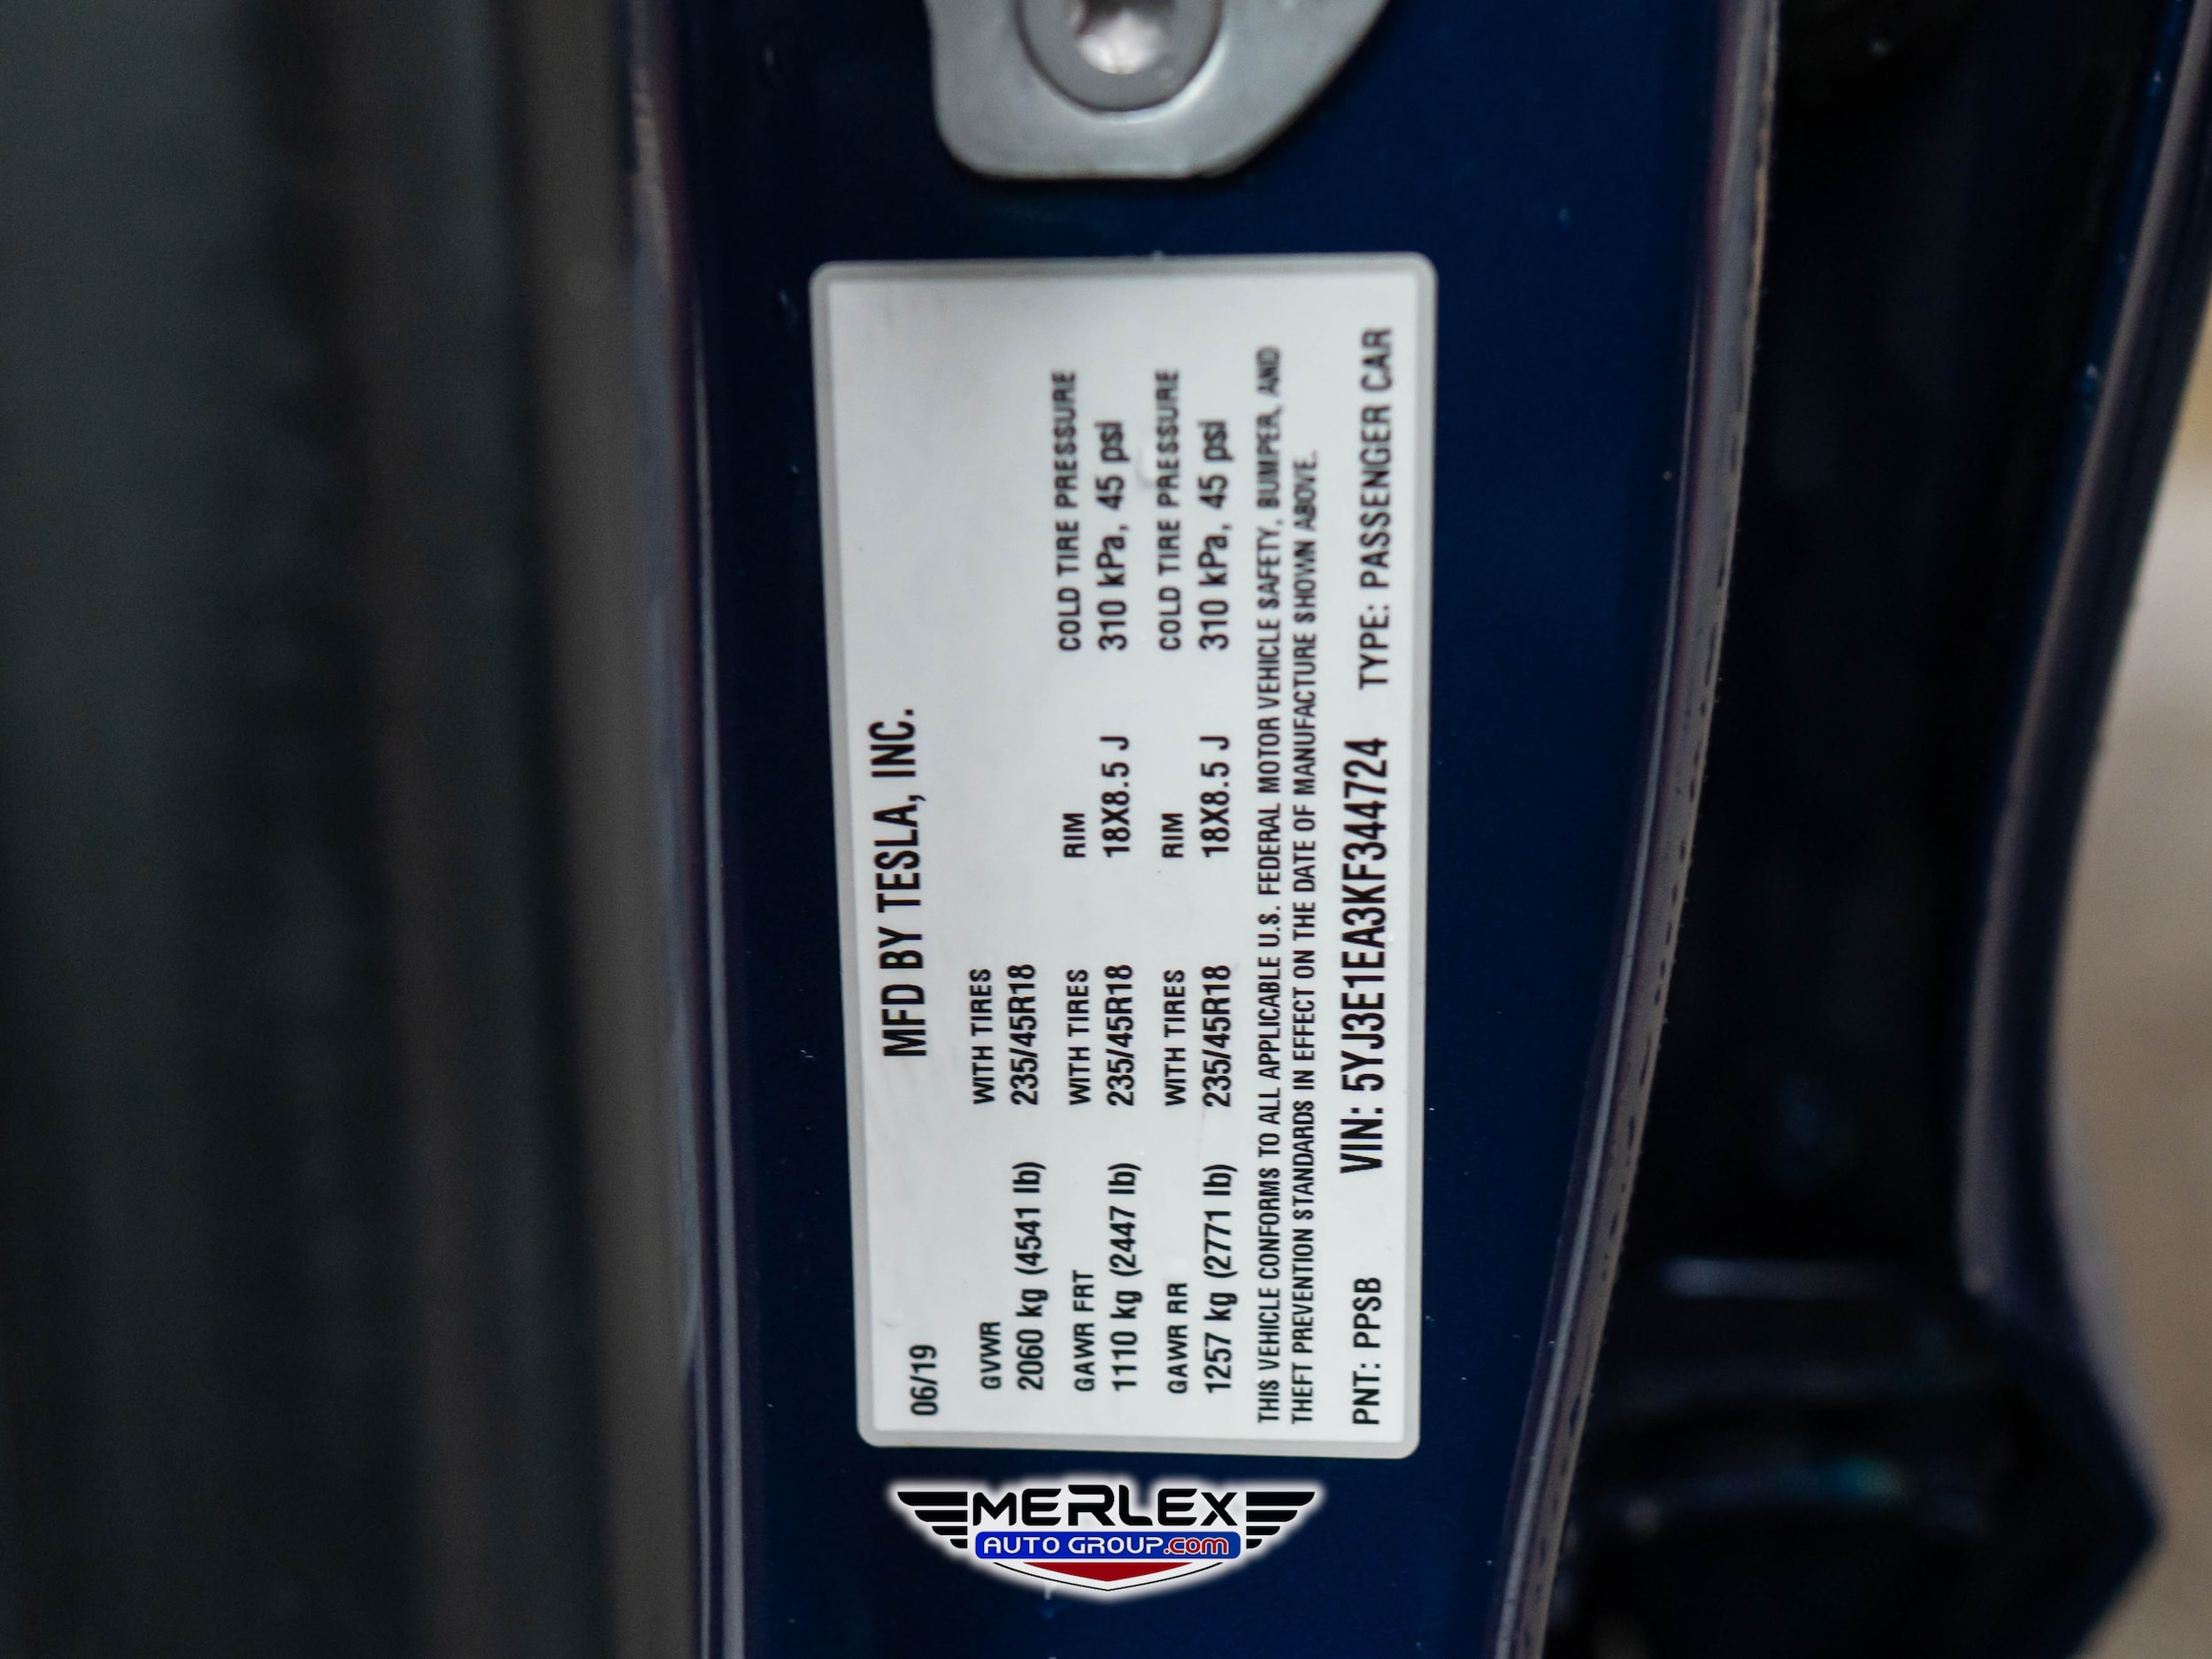 MFD BY TESLA, INC.
06/19
GVWR WITH TIRES
2060 kg (4541 lb) 235/45R18
GAWR FRT WITH TIRES RIM COLD TIRE PRESSURE
1110 kg (2447 lb) 235/45R18 18X8.5 J 310 kPa, 45 psi
GAWR RR WITH TIRES RIM COLD TIRE PRESSURE
1257 kg (2771 lb) 235/45R18 18X8.5 J 310 kPa, 45 psi
THIS VEHICLE CONFORMS TO ALL APPLICABLE U.S. FEDERAL MOTOR VEHICLE SAFETY, BUMPER, AND
THEFT PREVENTION STANDARDS IN EFFECT ON THE DATE OF MANUFACTURE SHOWN ABOVE.
PNT: PPSB VIN: 5YJ3E1EA3KF344724 TYPE: PASSENGER CAR
MERLEX
AUTO GROUP.com